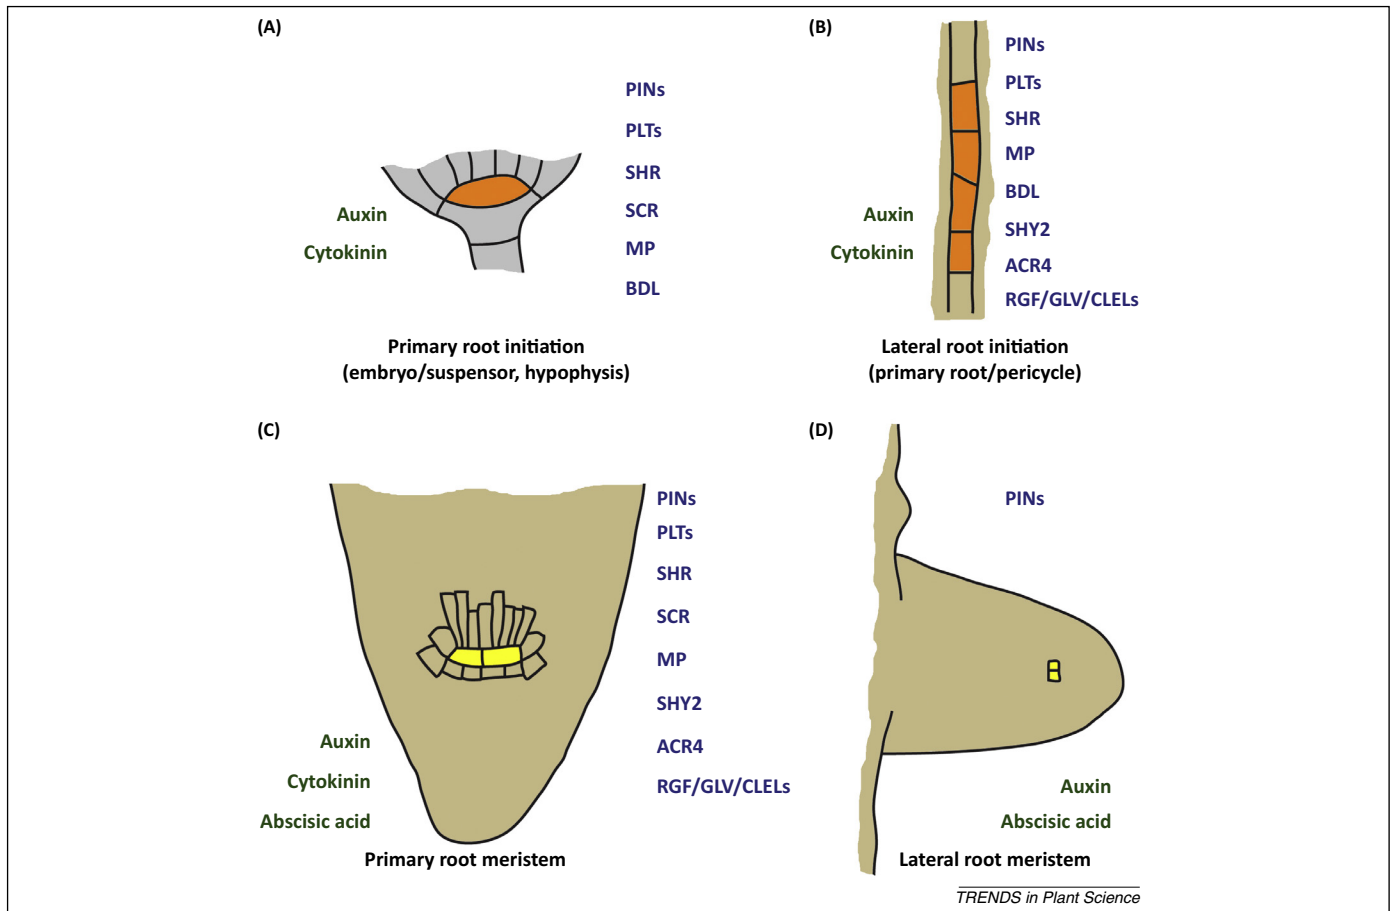 (A)
PINs
PLTs
SHR
SCR
MP
BDL
Auxin
Cytokinin
Primary root initiation
(embryo/suspensor, hypophysis)
(B)
PINs
PLTs
SHR
MP
BDL
SHY2
ACR4
RGF/GLV/CLELs
Auxin
Cytokinin
Lateral root initiation
(primary root/pericycle)
(C)
PINs
PLTs
SHR
SCR
MP
SHY2
ACR4
RGF/GLV/CLELs
Auxin
Cytokinin
Abscisic acid
Primary root meristem
(D)
PINs
Auxin
Abscisic acid
Lateral root meristem
TRENDS in Plant Science